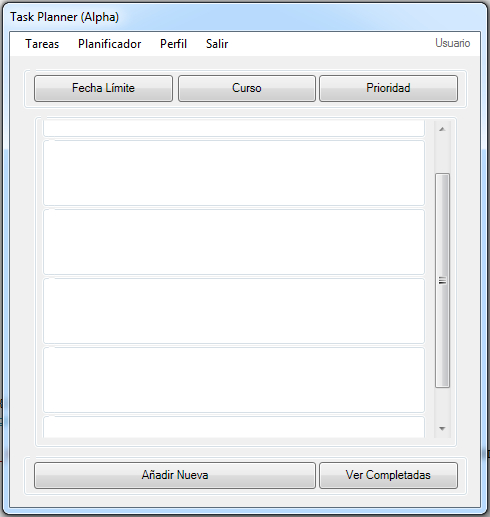 Task Planner (Alpha)
Tareas Planificador Perfil Salir Usuario
Fecha Límite Curso Prioridad
Añadir Nueva Ver Completadas